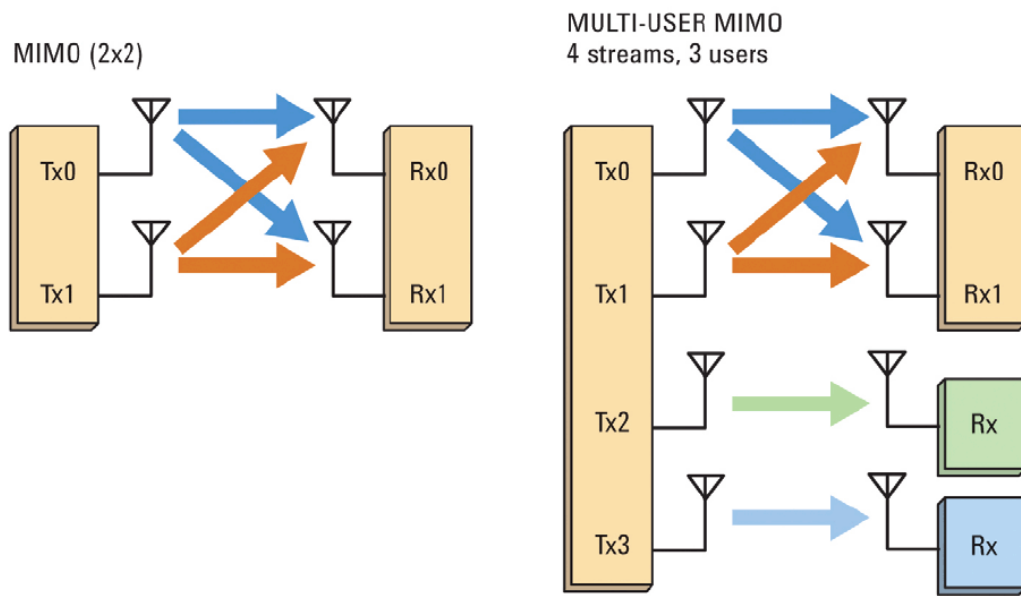 MIMO (2x2)
Tx0
Rx0
Tx1
Rx1
MULTI-USER MIMO
4 streams, 3 users
Tx0
Rx0
Tx1
Rx1
Tx2
Rx
Tx3
Rx